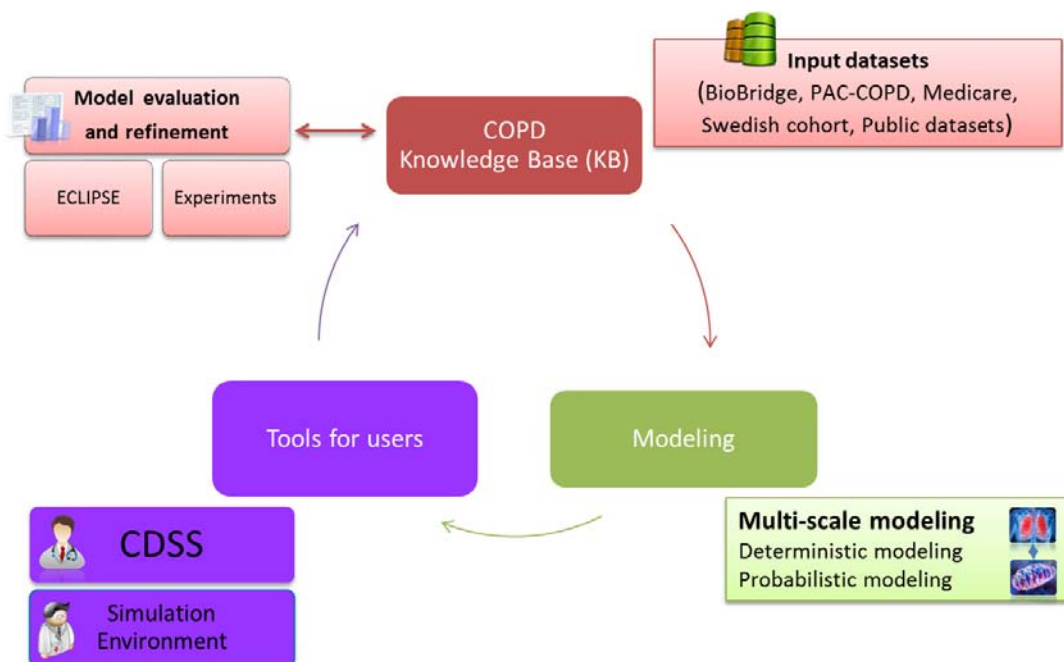 Model evaluation
and refinement
ECLIPSE
Experiments
COPD
Knowledge Base (KB)
Input datasets
(BioBridge, PAC-COPD, Medicare,
Swedish cohort, Public datasets)
Tools for users
Modeling
CDSS
Simulation
Environment
Multi-scale modeling
Deterministic modeling
Probabilistic modeling